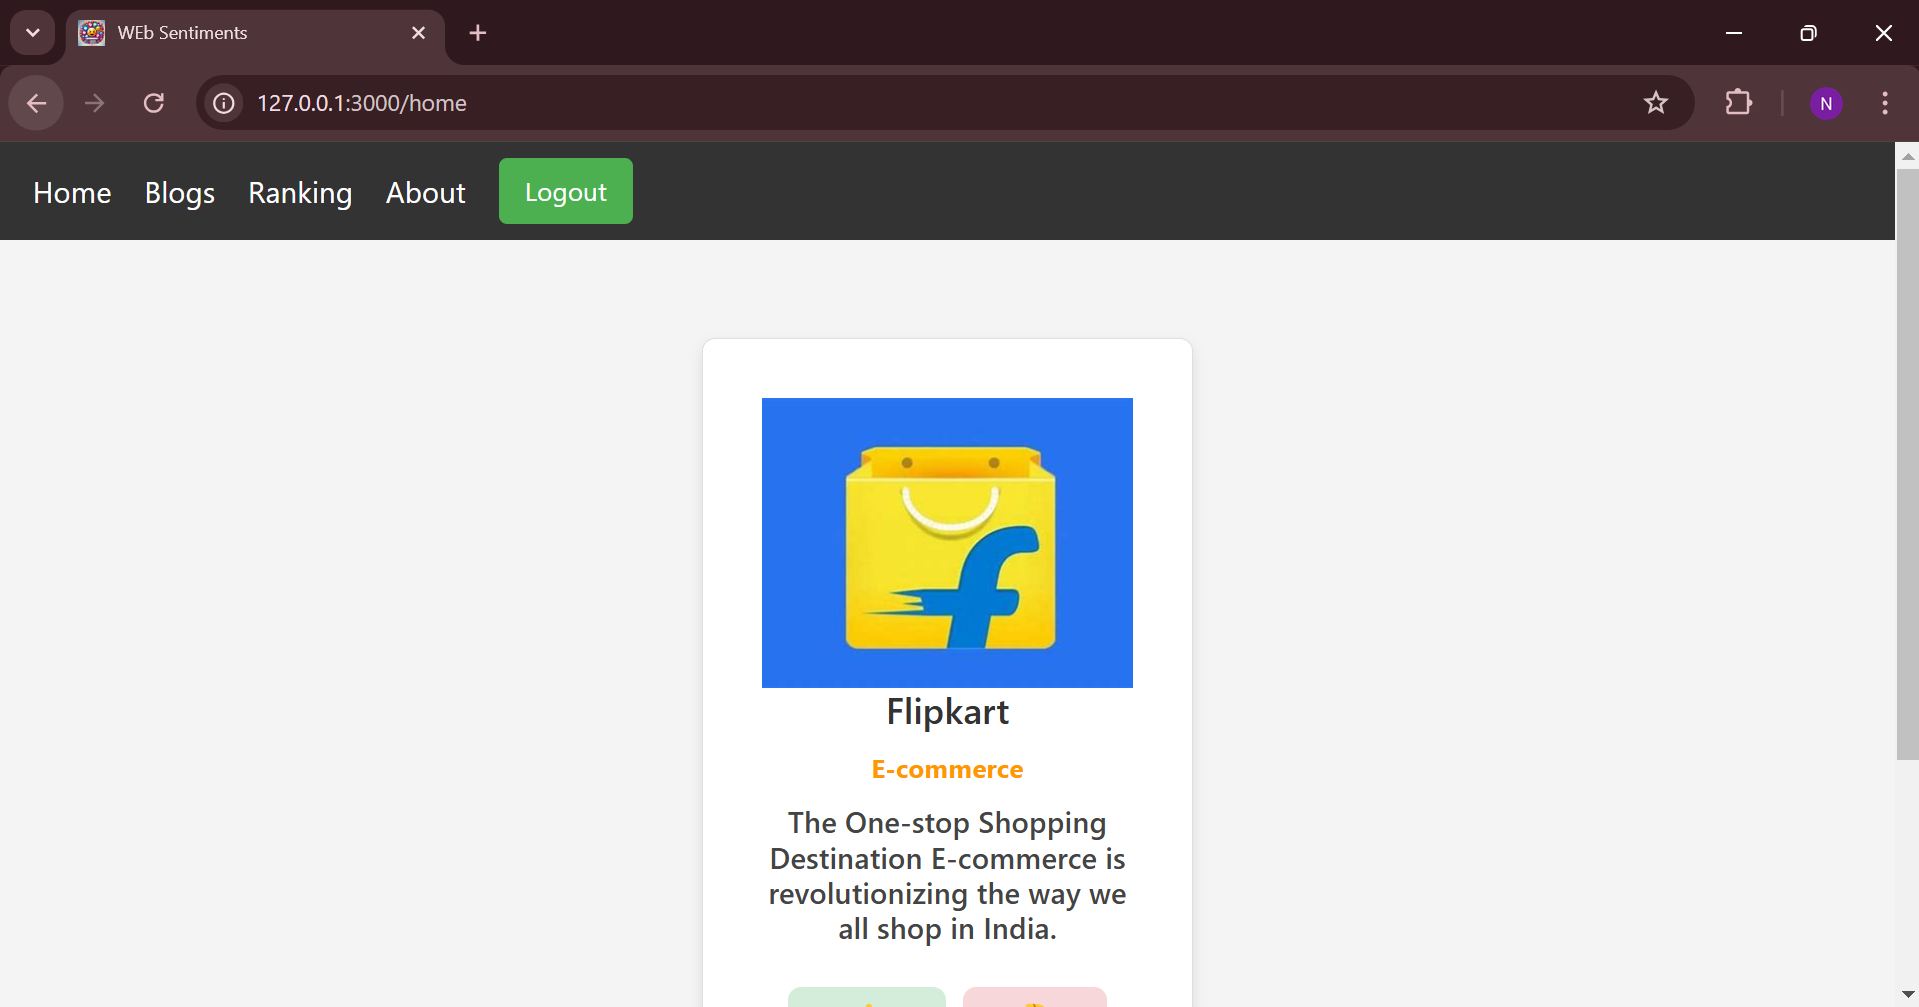 WEb Sentiments
127.0.0.1:3000/home
N
Home Blogs Ranking About Logout
f
Flipkart
E-commerce
The One-stop Shopping
Destination E-commerce is
revolutionizing the way we
all shop in India.